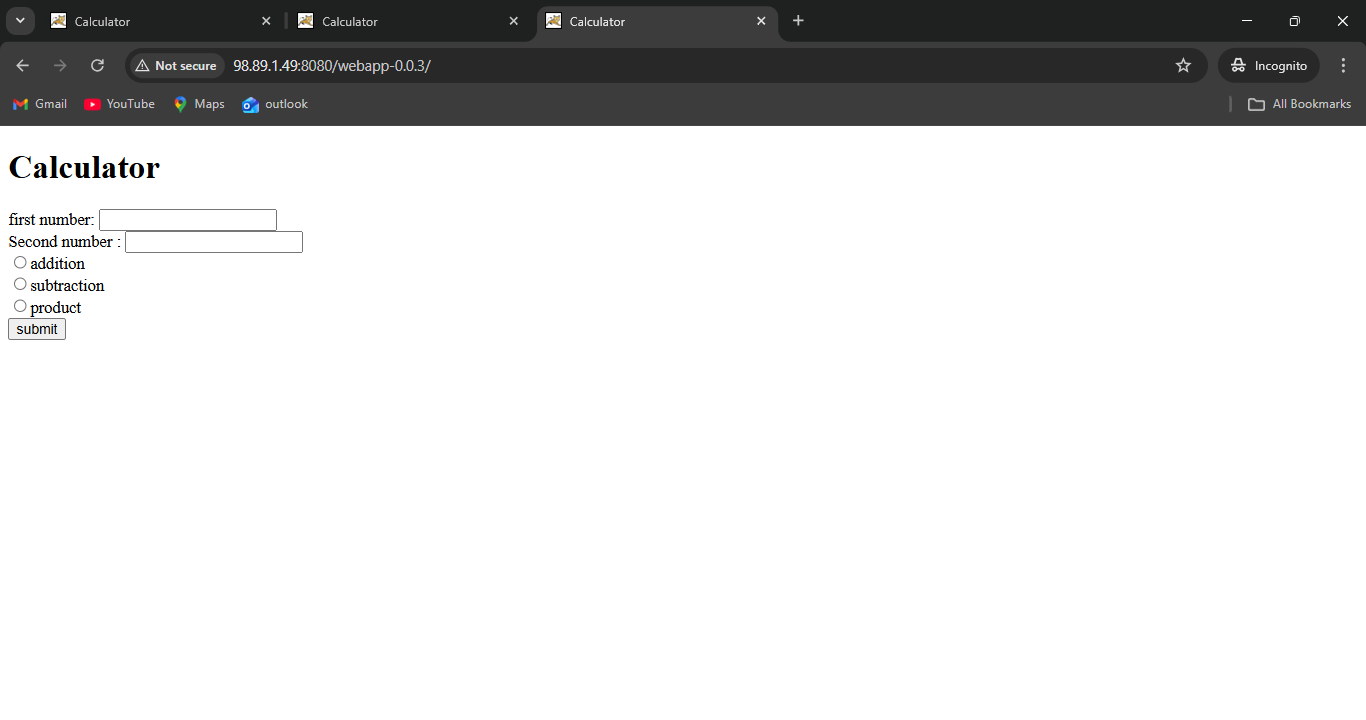 Calculator
Calculator
Calculator
Not secure 98.89.1.49:8080/webapp-0.0.3/ Incognito
Gmail YouTube Maps outlook All Bookmarks
Calculator
first number:
Second number :
addition
subtraction
product
submit